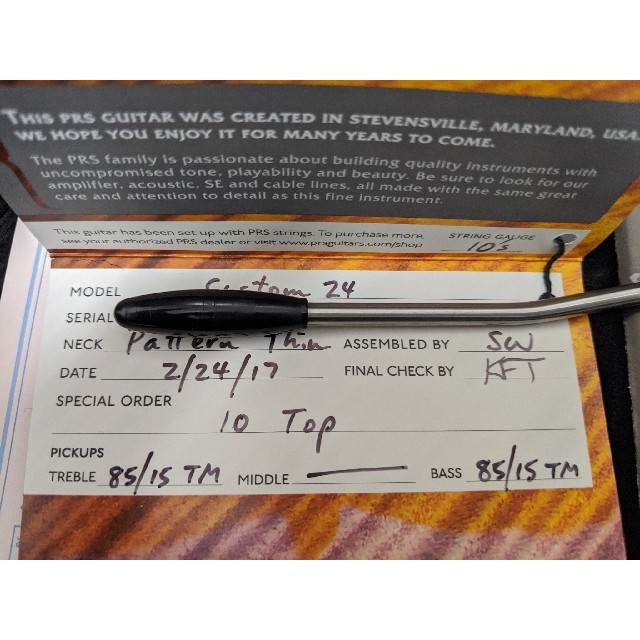 THIS PRS GUITAR WAS CREATED IN STEVENSVILLE, MARYLAND, USA.
WE HOPE YOU ENJOY IT FOR MANY YEARS TO COME.
The PRS family is passionate about building quality instruments with
uncompromised tone, playability and beauty. Be sure to look for our
amplifier, acoustic, SE and cable lines, all made with the same great
care and attention to detail as this fine instrument.
This guitar has been set up with PRS strings. To purchase more,
see your authorized PRS dealer or visit www.prsguitars.com/shop
STRING GAUGE 10's
MODEL Custom 24
SERIAL
NECK Pattern Thin ASSEMBLED BY SW
DATE 2/24/17 FINAL CHECK BY KFT
SPECIAL ORDER
10 Top
PICKUPS
TREBLE 85/15 TM MIDDLE — BASS 85/15 TM